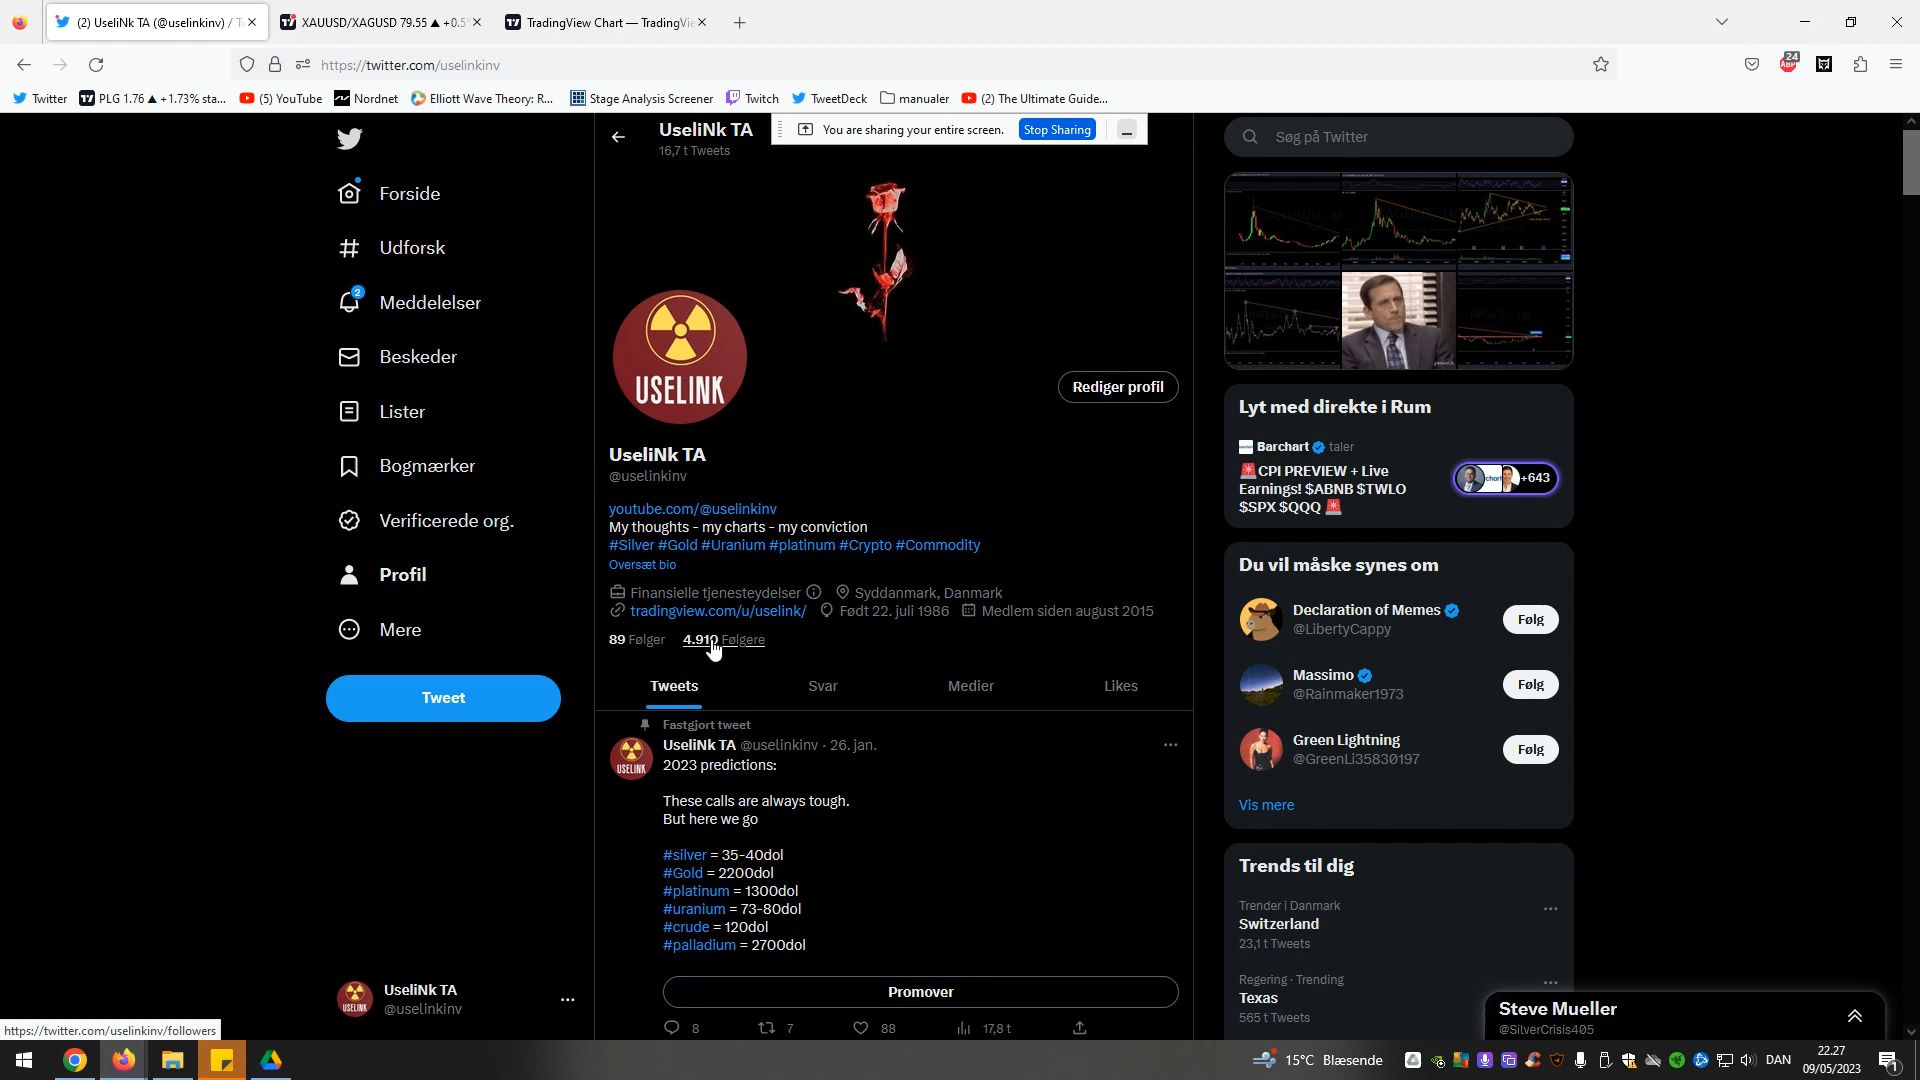 (2) UseliNk TA (@uselinkinv) / T
XAUUSD/XAGUSD 79.55 ▲ +0.5
TradingView Chart — TradingVie
https://twitter.com/uselinkinv
24
ABP
Twitter
PLG 1.76 ▲ +1.73% sta...
(5) YouTube
Nordnet
Elliott Wave Theory: R...
Stage Analysis Screener
Twitch
TweetDeck
manualer
(2) The Ultimate Guide...
You are sharing your entire screen.
Stop Sharing
Forside
Udforsk
2
Meddelelser
Beskeder
Lister
Bogmærker
Verificerede org.
Profil
Mere
Tweet
UseliNk TA
@uselinkinv
https://twitter.com/uselinkinv/followers
UseliNk TA
16,7 t Tweets
USELINK
Rediger profil
UseliNk TA
@uselinkinv
youtube.com/@uselinkinv
My thoughts - my charts - my conviction
#Silver #Gold #Uranium #platinum #Crypto #Commodity
Oversæt bio
Finansielle tjenesteydelser Syddanmark, Danmark
tradingview.com/u/uselink/ Født 22. juli 1986 Medlem siden august 2015
89 Følger 4.910 Følgere
Tweets Svar Medier Likes
Fastgjort tweet
USELINK
UseliNk TA @uselinkinv · 26. jan.
2023 predictions:
These calls are always tough.
But here we go
#silver = 35-40dol
#Gold = 2200dol
#platinum = 1300dol
#uranium = 73-80dol
#crude = 120dol
#palladium = 2700dol
Promover
8 7 88 17,8 t
Søg på Twitter
Lyt med direkte i Rum
Barchart taler
🚨CPI PREVIEW + Live
Earnings! $ABNB $TWLO
$SPX $QQQ 🚨
+643
Du vil måske synes om
Declaration of Memes
@LibertyCappy
Følg
Massimo
@Rainmaker1973
Følg
Green Lightning
@GreenLi35830197
Følg
Vis mere
Trends til dig
Trender i Danmark
Switzerland
23,1 t Tweets
Regering · Trending
Texas
565 t Tweets
Steve Mueller
@SilverCrisis405
15°C Blæsende
DAN
22.27
09/05/2023
1